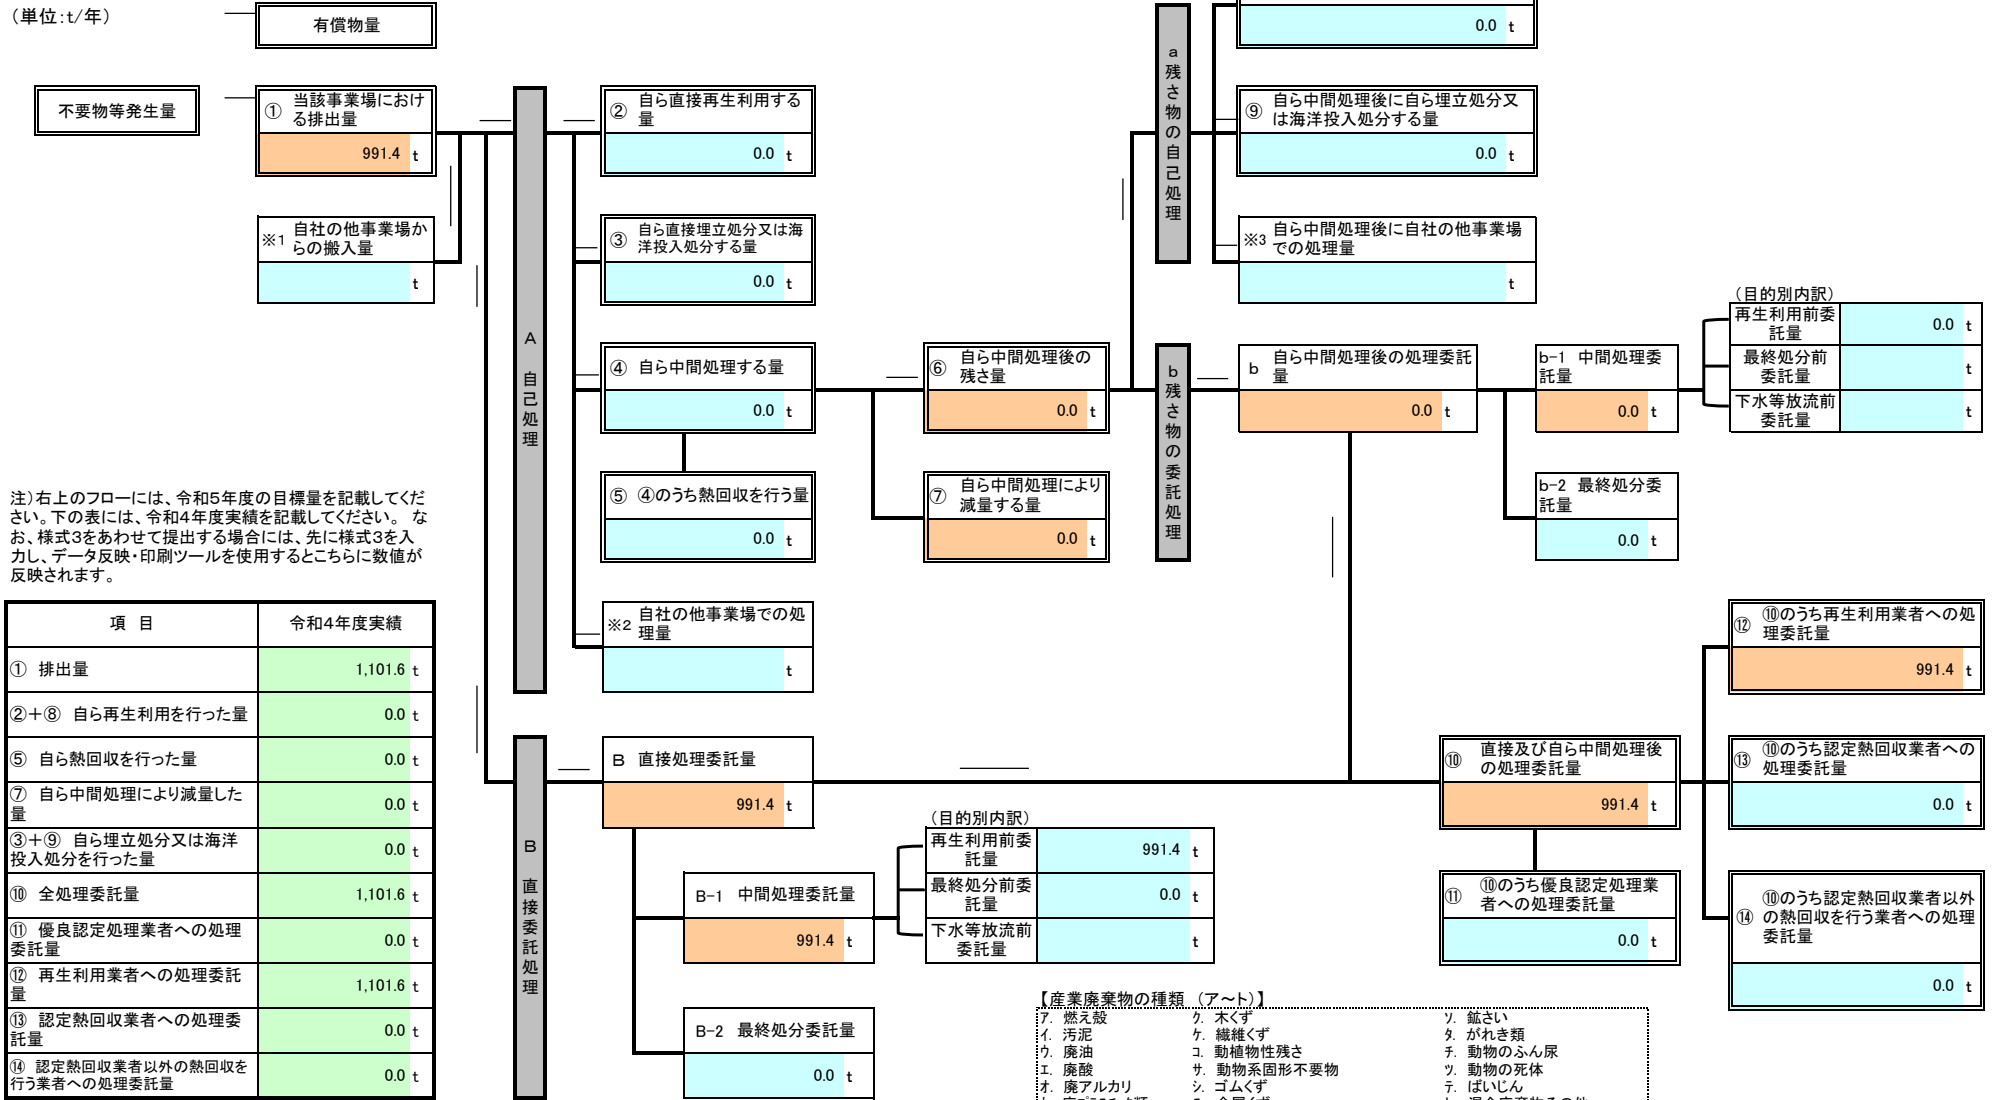 （単位：t/年）
有償物量
不要物等発生量
① 当該事業場におけ
る排出量
991.4 t
※1 自社の他事業場か
らの搬入量
t
A 自己処理
② 自ら直接再生利用する
量
0.0 t
③ 自ら直接埋立処分又は海
洋投入処分する量
0.0 t
④ 自ら中間処理する量
0.0 t
⑤ ④のうち熱回収を行う量
0.0 t
※2 自社の他事業場での処
理量
t
⑥ 自ら中間処理後の
残さ量
0.0 t
⑦ 自ら中間処理により
減量する量
0.0 t
a 残さ物の自己処理
0.0 t
⑨ 自ら中間処理後に自ら埋立処分又
は海洋投入処分する量
0.0 t
※3 自ら中間処理後に自社の他事業場
での処理量
t
b 残さ物の委託処理
b 自ら中間処理後の処理委託
量
0.0 t
b-1 中間処理委
託量
0.0 t
b-2 最終処分委
託量
0.0 t
（目的別内訳）
再生利用前委
託量
0.0 t
最終処分前
委託量
t
下水等放流前
委託量
t
注）右上のフローには、令和5年度の目標量を記載してくだ
さい。下の表には、令和4年度実績を記載してください。 な
お、様式3をあわせて提出する場合には、先に様式3を入
力し、データ反映・印刷ツールを使用するとこちらに数値が
反映されます。
項 目 令和4年度実績
① 排出量 1,101.6 t
②＋⑧ 自ら再生利用を行った量 0.0 t
⑤ 自ら熱回収を行った量 0.0 t
⑦ 自ら中間処理により減量した
量 0.0 t
③＋⑨ 自ら埋立処分又は海洋
投入処分を行った量 0.0 t
⑩ 全処理委託量 1,101.6 t
⑪ 優良認定処理業者への処理
委託量 0.0 t
⑫ 再生利用業者への処理委託
量 1,101.6 t
⑬ 認定熱回収業者への処理委
託量 0.0 t
⑭ 認定熱回収業者以外の熱回収を
行う業者への処理委託量 0.0 t
B 直接委託処理
B 直接処理委託量
991.4 t
B-1 中間処理委託量
991.4 t
B-2 最終処分委託量
0.0 t
（目的別内訳）
再生利用前委
託量
991.4 t
最終処分前委
託量
0.0 t
下水等放流前
委託量
t
⑩ 直接及び自ら中間処理後
の処理委託量
991.4 t
⑪ ⑩のうち優良認定処理業
者への処理委託量
0.0 t
⑫ ⑩のうち再生利用業者への処
理委託量
991.4 t
⑬ ⑩のうち認定熱回収業者への
処理委託量
0.0 t
⑭ ⑩のうち認定熱回収業者以外
の熱回収を行う業者への処理
委託量
0.0 t
【産業廃棄物の種類 （ア～ト）】
ア. 燃え殻 ク. 木くず ソ. 鉱さい
イ. 汚泥 ケ. 繊維くず タ. がれき類
ウ. 廃油 コ. 動植物性残さ チ. 動物のふん尿
エ. 廃酸 サ. 動物系固形不要物 ツ. 動物の死体
オ. 廃アルカリ シ. ゴムくず テ. ばいじん